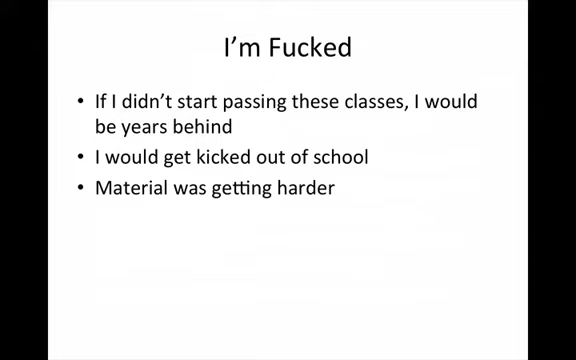 I'm Fucked
• If I didn't start passing these classes, I would
be years behind
• I would get kicked out of school
• Material was getting harder